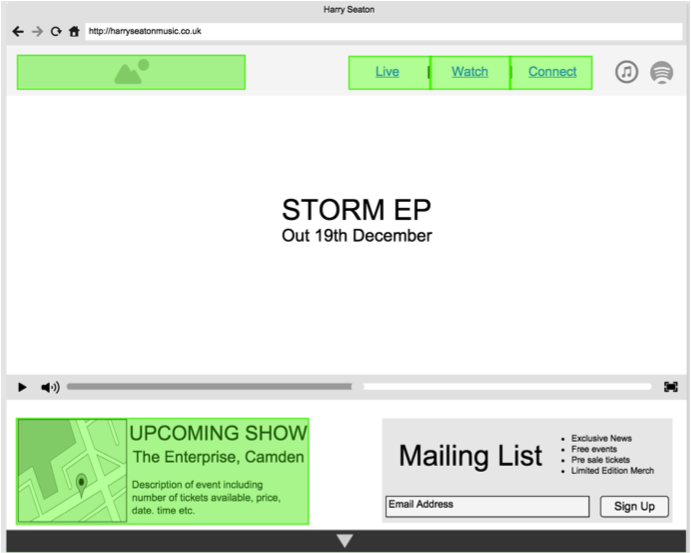 Harry Seaton
http://harryseatonmusic.co.uk
Live | Watch | Connect
STORM EP
Out 19th December
UPCOMING SHOW
The Enterprise, Camden
Description of event including
number of tickets available, price,
date. time etc.
Mailing List
• Exclusive News
• Free events
• Pre sale tickets
• Limited Edition Merch
Email Address
Sign Up